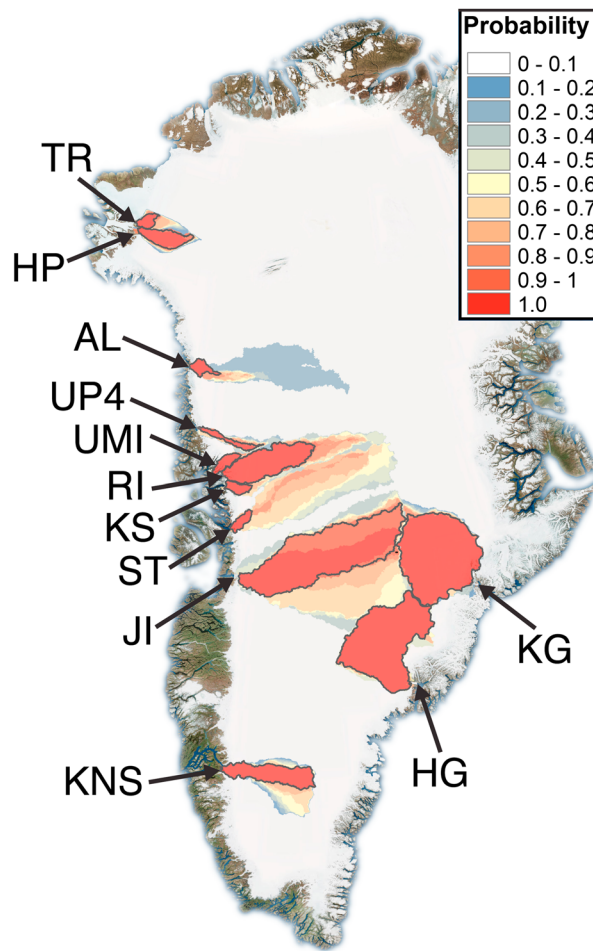 Probability
0 - 0.1
0.1 - 0.2
0.2 - 0.3
0.3 - 0.4
0.4 - 0.5
0.5 - 0.6
0.6 - 0.7
0.7 - 0.8
0.8 - 0.9
0.9 - 1
1.0
TR
HP
AL
UP4
UMI
RI
KS
ST
JI
KG
HG
KNS